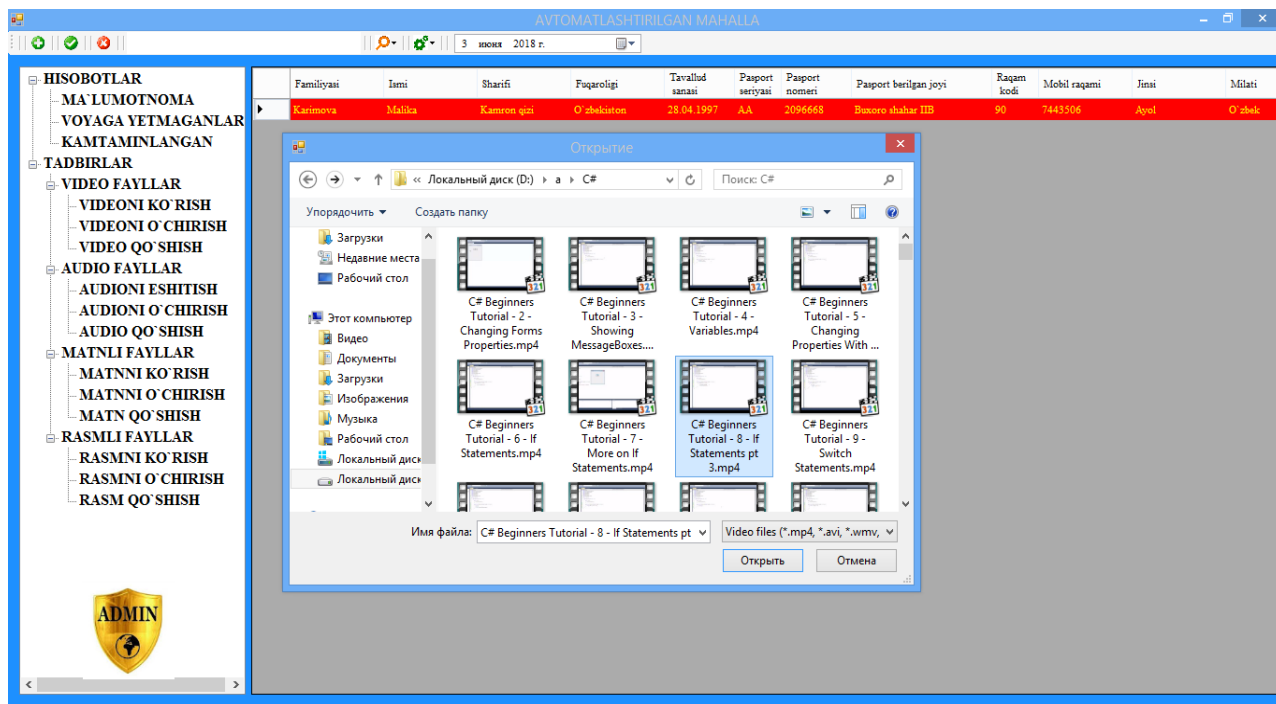 AVTOMATLASHTIRILGAN MAHALLA
3 июня 2018 г.
HISOBOTLAR
MA`LUMOTNOMA
VOYAGA YETMAGANLAR
KAMTAMINLANGAN
TADBIRLAR
VIDEO FAYLLAR
VIDEONI KO`RISH
VIDEONI O`CHIRISH
VIDEO QO`SHISH
AUDIO FAYLLAR
AUDIONI ESHITISH
AUDIONI O`CHIRISH
AUDIO QO`SHISH
MATNLI FAYLLAR
MATNNI KO`RISH
MATNNI O`CHIRISH
MATN QO`SHISH
RASMLI FAYLLAR
RASMNI KO`RISH
RASMNI O`CHIRISH
RASM QO`SHISH
ADMIN
Familiyasi Ismi Sharifi Fuqaroligi Tavallud sanasi Pasport seriyasi Pasport nomeri Pasport berilgan joyi Raqam kodi Mobil raqami Jinsi Milati
Karimova Malika Kamron qizi O`zbekiston 28.04.1997 AA 2096668 Buxoro shahar IIB 90 7443506 Ayol O`zbek
Открытие
« Локальный диск (D:) a C# Поиск: C#
Упорядочить Создать папку
Загрузки
Недавние места
Рабочий стол
Этот компьютер
Видео
Документы
Загрузки
Изображения
Музыка
Рабочий стол
Локальный диск
Локальный диск
C# Beginners
Tutorial - 2 -
Changing Forms
Properties.mp4
C# Beginners
Tutorial - 3 -
Showing
MessageBoxes....
C# Beginners
Tutorial - 4 -
Variables.mp4
C# Beginners
Tutorial - 5 -
Changing
Properties With ...
C# Beginners
Tutorial - 6 - If
Statements.mp4
C# Beginners
Tutorial - 7 -
More on If
Statements.mp4
C# Beginners
Tutorial - 8 - If
Statements pt
3.mp4
C# Beginners
Tutorial - 9 -
Switch
Statements.mp4
Имя файла: C# Beginners Tutorial - 8 - If Statements pt Video files (*.mp4, *.avi, *.wmv,
Открыть Отмена